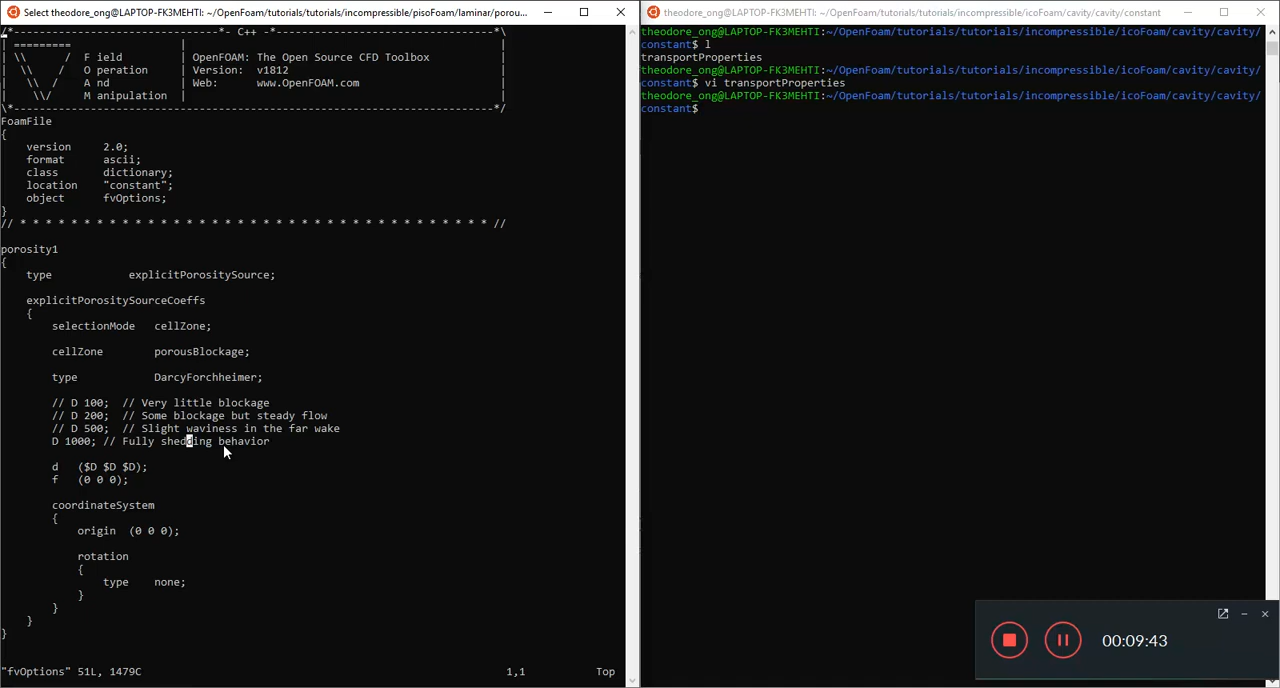 Select theodore_ong@LAPTOP-FK3MEHTI: ~/OpenFoam/tutorials/tutorials/incompressible/pisoFoam/laminar/porou...
/*--------------------------------*- C++ -*----------------------------------*\
| =========                 |                                                 |
| \\      /  F ield         | OpenFOAM: The Open Source CFD Toolbox           |
|  \\    /   O peration     | Version:  v1812                                 |
|   \\  /    A nd           | Web:      www.OpenFOAM.com                      |
|    \\/     M anipulation  |                                                 |
\*---------------------------------------------------------------------------*/
FoamFile
{
    version     2.0;
    format      ascii;
    class       dictionary;
    location    "constant";
    object      fvOptions;
}
// * * * * * * * * * * * * * * * * * * * * * * * * * * * * * * * * * * * * * //
porosity1
{
    type            explicitPorositySource;
    explicitPorositySourceCoeffs
    {
        selectionMode   cellZone;
        cellZone        porousBlockage;
        type            DarcyForchheimer;
        // D 100;  // Very little blockage
        // D 200;  // Some blockage but steady flow
        // D 500;  // Slight waviness in the far wake
        D 1000; // Fully shedding behavior
        d   ($D $D $D);
        f   (0 0 0);
        coordinateSystem
        {
            origin  (0 0 0);
            rotation
            {
                type    none;
            }
        }
    }
}
"fvOptions" 51L, 1479C 1,1 Top
theodore_ong@LAPTOP-FK3MEHTI: ~/OpenFoam/tutorials/tutorials/incompressible/icoFoam/cavity/cavity/constant
theodore_ong@LAPTOP-FK3MEHTI:~/OpenFoam/tutorials/tutorials/incompressible/icoFoam/cavity/cavity/
constant$ l
transportProperties
theodore_ong@LAPTOP-FK3MEHTI:~/OpenFoam/tutorials/tutorials/incompressible/icoFoam/cavity/cavity/
constant$ vi transportProperties
theodore_ong@LAPTOP-FK3MEHTI:~/OpenFoam/tutorials/tutorials/incompressible/icoFoam/cavity/cavity/
constant$
00:09:43